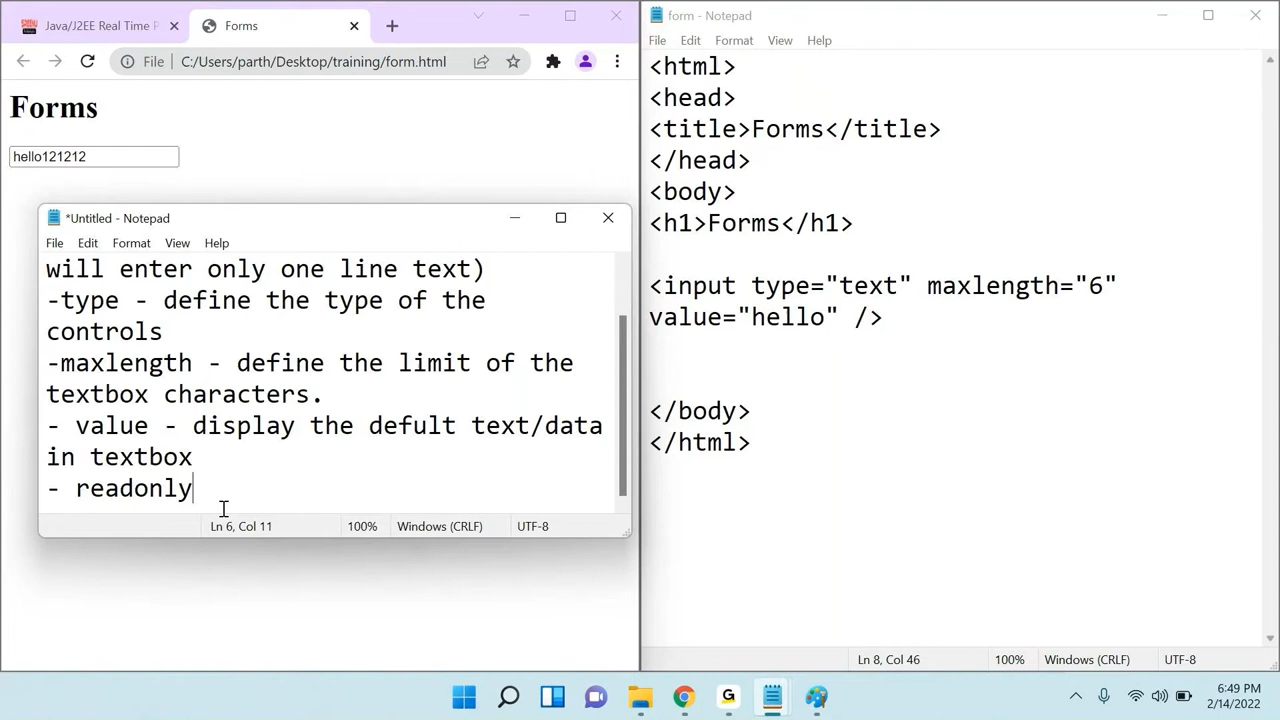 Java/J2EE Real Time P
Forms
File C:/Users/parth/Desktop/training/form.html
Forms
hello121212
*Untitled - Notepad
File Edit Format View Help
will enter only one line text)
-type - define the type of the
controls
-maxlength - define the limit of the
textbox characters.
- value - display the defult text/data
in textbox
- readonly
Ln 6, Col 11 100% Windows (CRLF) UTF-8
form - Notepad
File Edit Format View Help
<html>
<head>
<title>Forms</title>
</head>
<body>
<h1>Forms</h1>
<input type="text" maxlength="6"
value="hello" />
</body>
</html>
Ln 8, Col 46 100% Windows (CRLF) UTF-8
G
6:49 PM
2/14/2022